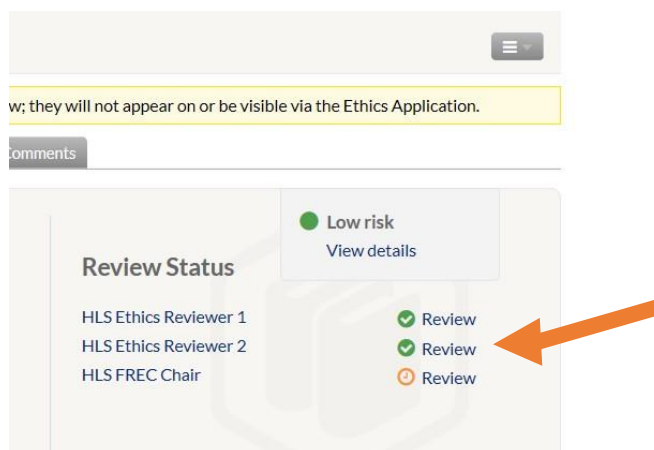 w; they will not appear on or be visible via the Ethics Application.
Comments
Low risk
View details
Review Status
HLS Ethics Reviewer 1 Review
HLS Ethics Reviewer 2 Review
HLS FREC Chair Review